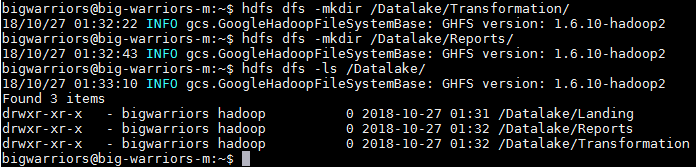 bigwarriors@big-warriors-m:~$ hdfs dfs -mkdir /Datalake/Transformation/
18/10/27 01:32:22 INFO gcs.GoogleHadoopFileSystemBase: GHFS version: 1.6.10-hadoop2
bigwarriors@big-warriors-m:~$ hdfs dfs -mkdir /Datalake/Reports/
18/10/27 01:32:43 INFO gcs.GoogleHadoopFileSystemBase: GHFS version: 1.6.10-hadoop2
bigwarriors@big-warriors-m:~$ hdfs dfs -ls /Datalake/
18/10/27 01:33:10 INFO gcs.GoogleHadoopFileSystemBase: GHFS version: 1.6.10-hadoop2
Found 3 items
drwxr-xr-x   - bigwarriors hadoop          0 2018-10-27 01:31 /Datalake/Landing
drwxr-xr-x   - bigwarriors hadoop          0 2018-10-27 01:32 /Datalake/Reports
drwxr-xr-x   - bigwarriors hadoop          0 2018-10-27 01:32 /Datalake/Transformation
bigwarriors@big-warriors-m:~$